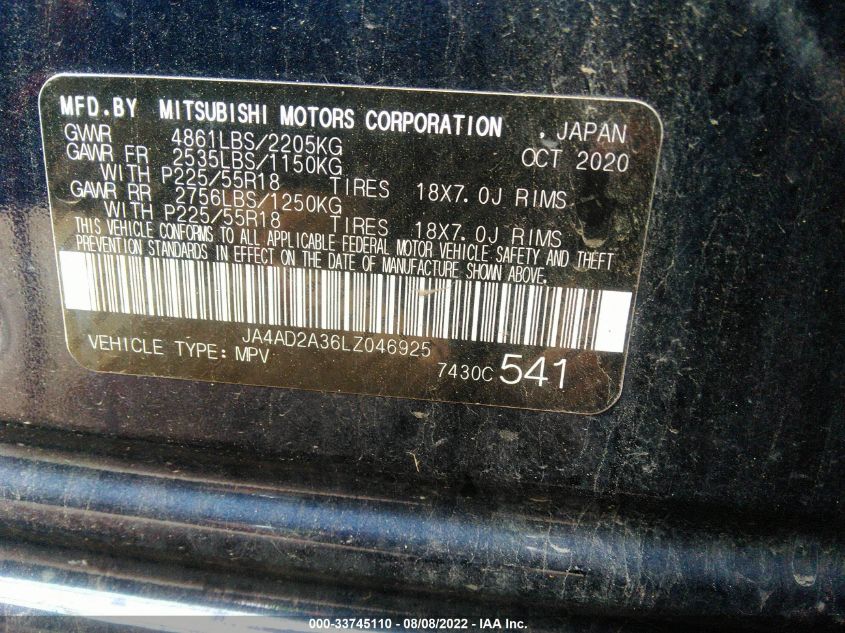 MFD.BY MITSUBISHI MOTORS CORPORATION . JAPAN
GVWR 4861LBS/2205KG OCT 2020
GAWR FR 2535LBS/1150KG
WITH P225/55R18 TIRES 18X7.0J RIMS
GAWR RR 2756LBS/1250KG
WITH P225/55R18 TIRES 18X7.0J RIMS
THIS VEHICLE CONFORMS TO ALL APPLICABLE FEDERAL MOTOR VEHICLE SAFETY AND THEFT
PREVENTION STANDARDS IN EFFECT ON THE DATE OF MANUFACTURE SHOWN ABOVE.
JA4AD2A36LZ046925
VEHICLE TYPE: MPV 7430C 541
000-33745110 - 08/08/2022 - IAA Inc.